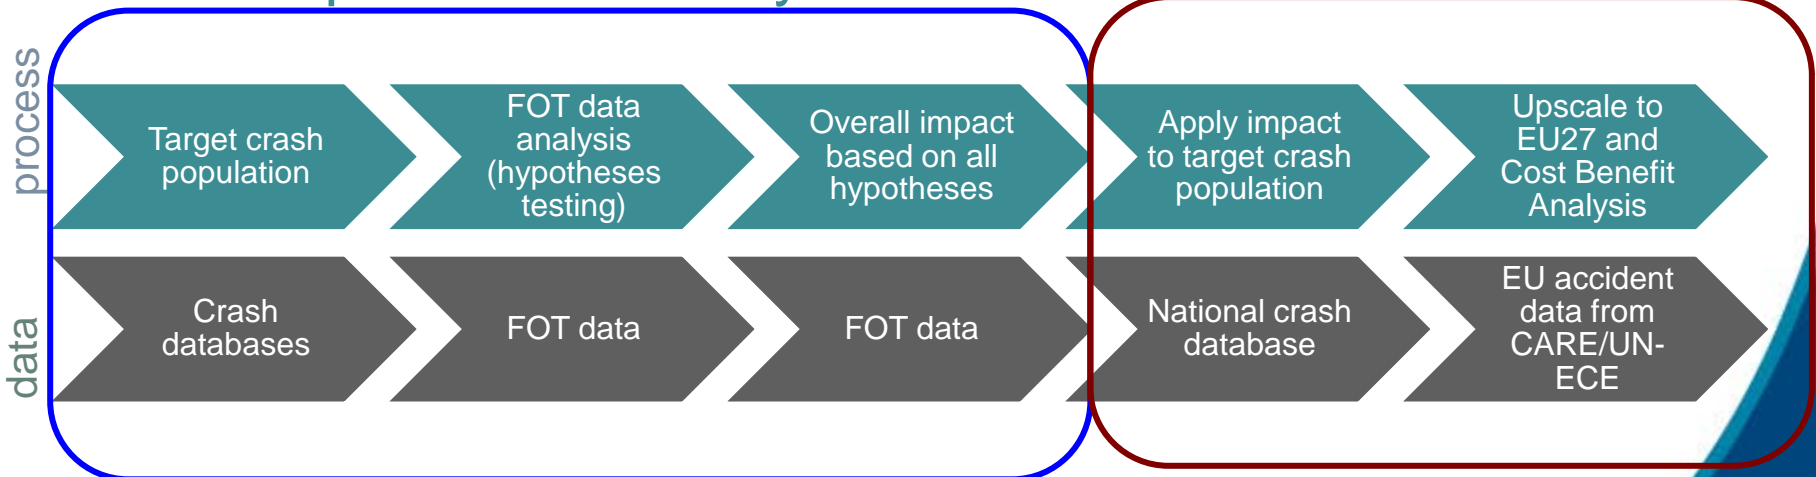 process
Target crash
population
FOT data
analysis
(hypotheses
testing)
Overall impact
based on all
hypotheses
Apply impact
to target crash
population
Upscale to
EU27 and
Cost Benefit
Analysis
data
Crash
databases
FOT data
FOT data
National crash
database
EU accident
data from
CARE/UN-
ECE